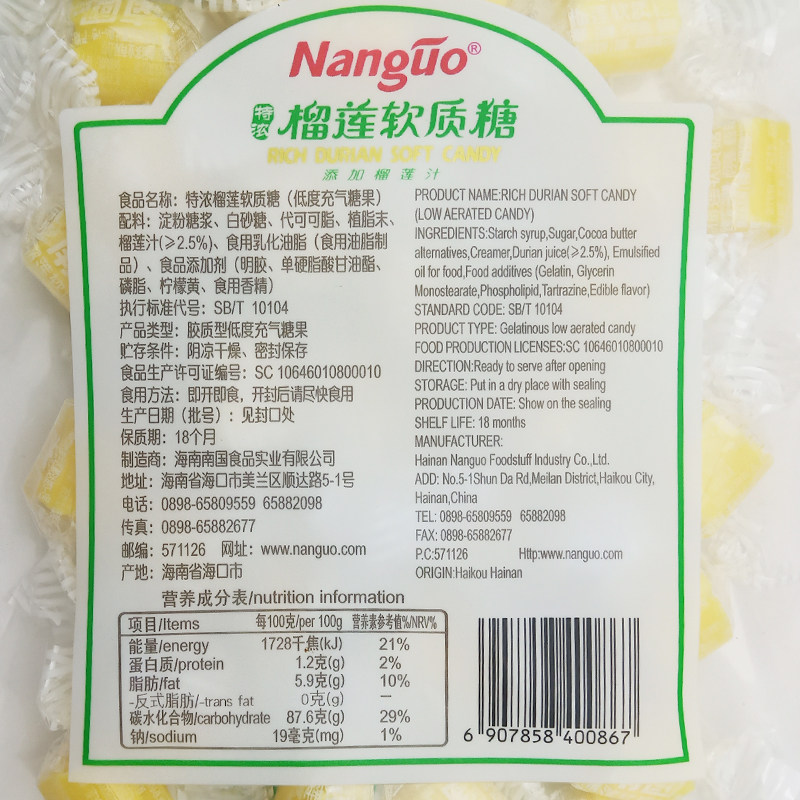 Nanguo®
特浓 榴莲软质糖
RICH DURIAN SOFT CANDY
添加榴莲汁
食品名称：特浓榴莲软质糖（低度充气糖果）
配料：淀粉糖浆、白砂糖、代可可脂、植脂末、
榴莲汁(≥2.5%)、食用乳化油脂（食用油脂制
品）、食品添加剂（明胶、单硬脂酸甘油酯、
磷脂、柠檬黄、食用香精）
执行标准代号：SB/T 10104
产品类型：胶质型低度充气糖果
贮存条件：阴凉干燥、密封保存
食品生产许可证编号：SC 10646010800010
食用方法：即开即食，开封后请尽快食用
生产日期（批号）：见封口处
保质期：18个月
制造商：海南南国食品实业有限公司
地址：海南省海口市美兰区顺达路5-1号
电话：0898-65809559 65882098
传真：0898-65882677
邮编：571126 网址：www.nanguo.com
产地：海南省海口市
PRODUCT NAME:RICH DURIAN SOFT CANDY
(LOW AERATED CANDY)
INGREDIENTS:Starch syrup,Sugar,Cocoa butter
alternatives,Creamer,Durian juice(≥2.5%), Emulsified
oil for food,Food additives (Gelatin, Glycerin
Monostearate,Phospholipid,Tartrazine,Edible flavor)
STANDARD CODE: SB/T 10104
PRODUCT TYPE: Gelatinous low aerated candy
FOOD PRODUCTION LICENSES:SC 10646010800010
DIRECTION:Ready to serve after opening
STORAGE: Put in a dry place with sealing
PRODUCTION DATE: Show on the sealing
SHELF LIFE: 18 months
MANUFACTURER:
Hainan Nanguo Foodstuff Industry Co.,Ltd.
ADD: No.5-1Shun Da Rd,Meilan District,Haikou City,
Hainan,China
TEL: 0898-65809559 65882098
FAX: 0898-65882677
P.C:571126 Http:www.nanguo.com
ORIGIN:Haikou Hainan
营养成分表/nutrition information
项目/Items 每100克/per 100g 营养素参考值%/NRV%
能量/energy 1728千焦(kJ) 21%
蛋白质/protein 1.2克(g) 2%
脂肪/fat 5.9克(g) 10%
-反式脂肪/-trans fat 0克(g) —
碳水化合物/carbohydrate 87.6克(g) 29%
钠/sodium 19毫克(mg) 1%
6 907858 400867